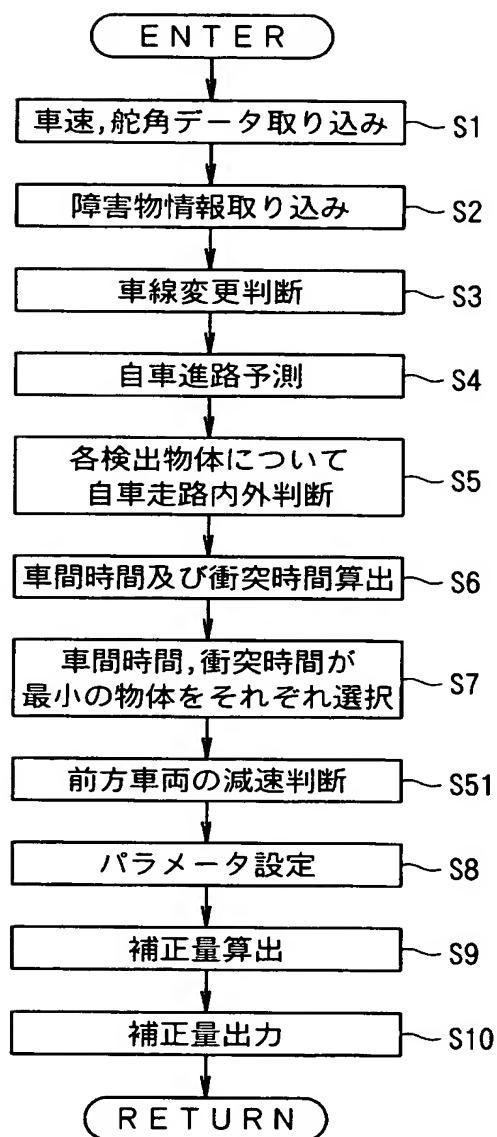 ENTER
車速,舵角データ取り込み
S1
障害物情報取り込み
S2
車線変更判断
S3
自車進路予測
S4
各検出物体について
自車走路内外判断
S5
車間時間及び衝突時間算出
S6
車間時間,衝突時間が
最小の物体をそれぞれ選択
S7
前方車両の減速判断
S51
パラメータ設定
S8
補正量算出
S9
補正量出力
S10
RETURN